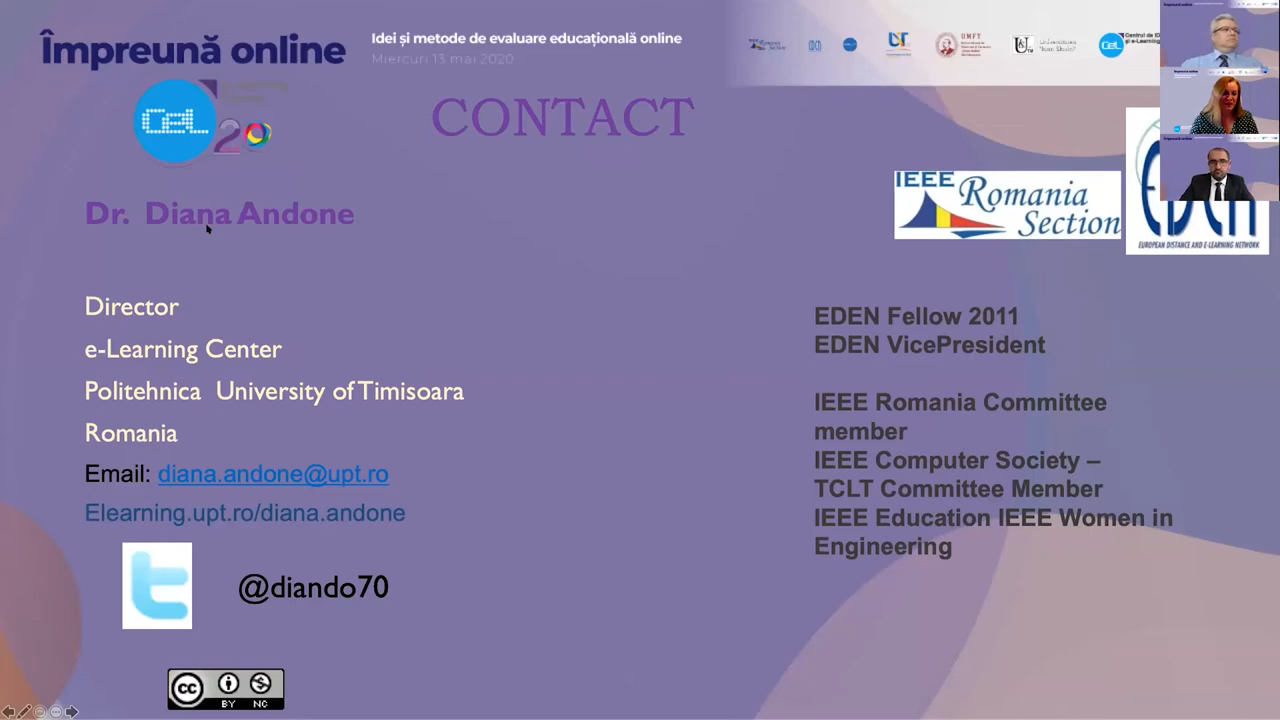 Împreună online
Idei și metode de evaluare educațională online
Miercuri 13 mai 2020
CeL
20
CONTACT
Dr. Diana Andone
IEEE Romania
Section
EDEN
EUROPEAN DISTANCE AND E-LEARNING NETWORK
Director
e-Learning Center
Politehnica University of Timisoara
Romania
Email: diana.andone@upt.ro
Elearning.upt.ro/diana.andone
@diando70
EDEN Fellow 2011
EDEN VicePresident
IEEE Romania Committee
member
IEEE Computer Society –
TCLT Committee Member
IEEE Education IEEE Women in
Engineering
cc
BY NC